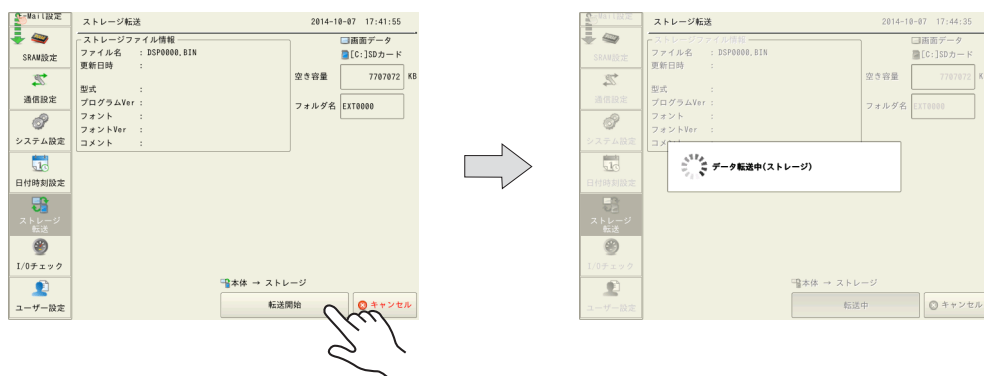 E-Mail設定
SRAM設定
通信設定
システム設定
日付時刻設定
ストレージ
転送
I/Oチェック
ユーザー設定
ストレージ転送 2014-10-07 17:41:55
ストレージファイル情報
ファイル名 : DSP0000.BIN
更新日時 :
型式 :
プログラムVer :
フォント :
フォントVer :
コメント :
画面データ
[C:]SDカード
空き容量 7707072 KB
フォルダ名 EXT0000
本体 → ストレージ
転送開始
キャンセル
E-Mail設定
SRAM設定
通信設定
システム設定
日付時刻設定
ストレージ
転送
I/Oチェック
ユーザー設定
ストレージ転送 2014-10-07 17:44:35
ストレージファイル情報
ファイル名 : DSP0000.BIN
更新日時 :
型式 :
プログラムVer :
フォント :
フォントVer :
コメ
画面データ
[C:]SDカード
空き容量 7707072 K
フォルダ名 EXT0000
データ転送中(ストレージ)
本体 → ストレージ
転送中
キャンセル